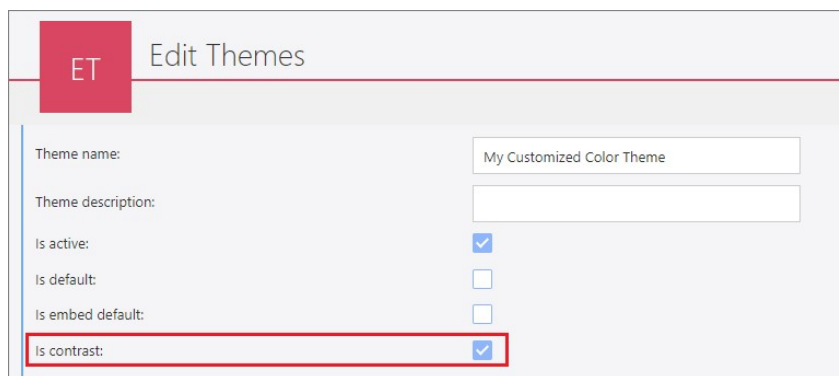 ET
Edit Themes
Theme name: My Customized Color Theme
Theme description:
Is active:
Is default:
Is embed default:
Is contrast: